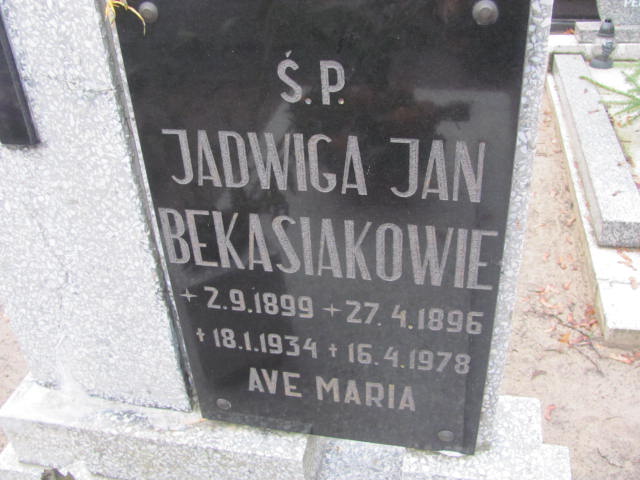 Ś.P.
JADWIGA JAN
BEKASIAKOWIE
+ 2.9.1899 + 27.4.1896
† 18.1.1934 † 16.4.1978
AVE MARIA